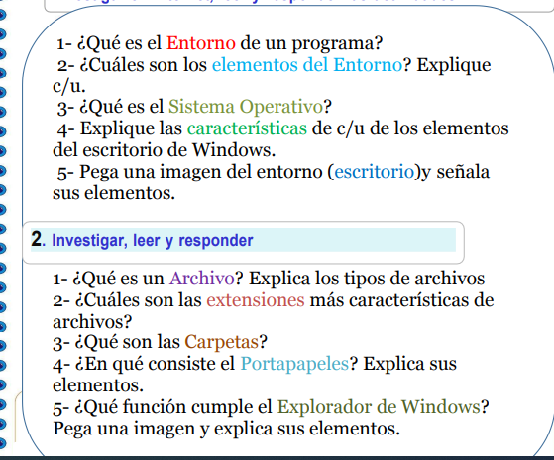 1- ¿Qué es el Entorno de un programa?
2- ¿Cuáles son los elementos del Entorno? Explique
c/u.
3- ¿Qué es el Sistema Operativo?
4- Explique las características de c/u de los elementos
del escritorio de Windows.
5- Pega una imagen del entorno (escritorio)y señala
sus elementos.
2. Investigar, leer y responder
1- ¿Qué es un Archivo? Explica los tipos de archivos
2- ¿Cuáles son las extensiones más características de
archivos?
3- ¿Qué son las Carpetas?
4- ¿En qué consiste el Portapapeles? Explica sus
elementos.
5- ¿Qué función cumple el Explorador de Windows?
Pega una imagen y explica sus elementos.